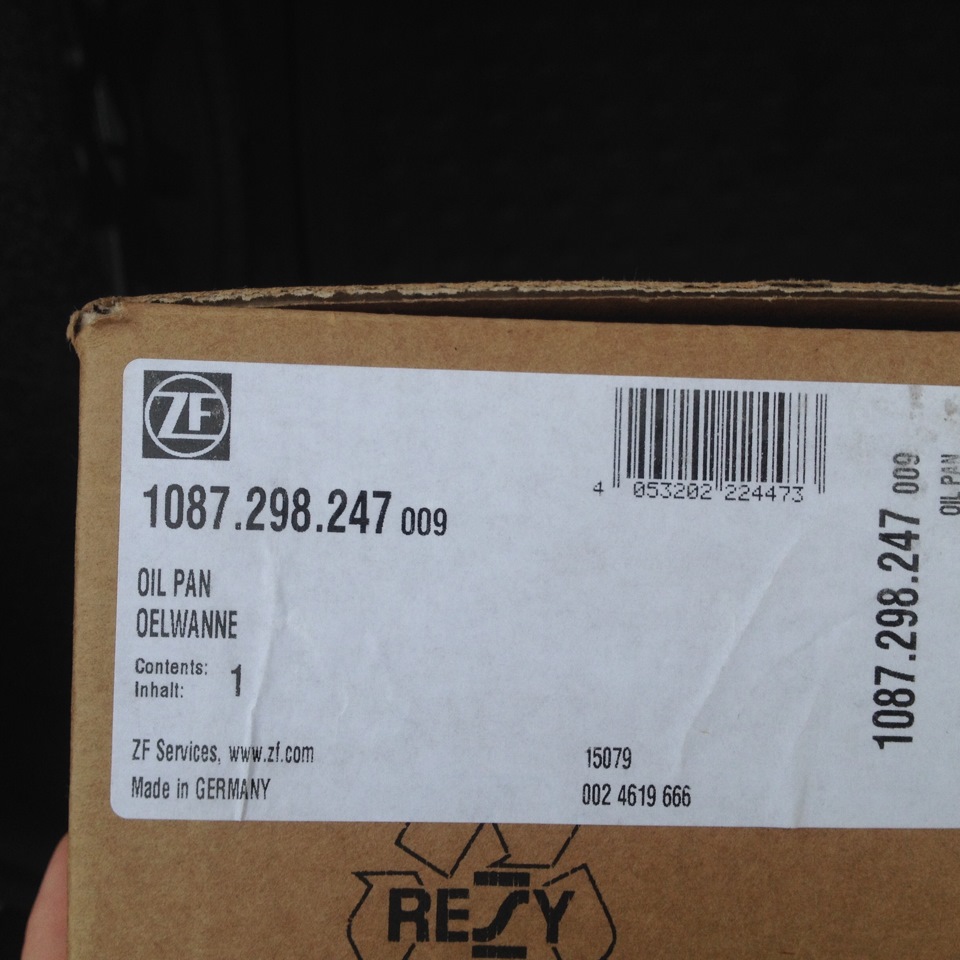 ZF
1087.298.247 009
OIL PAN
OELWANNE
Contents:
Inhalt: 1
ZF Services, www.zf.com
Made in GERMANY
4 053202 224473
15079
002 4619 666
1087.298.247 009
OIL PAN
RESY